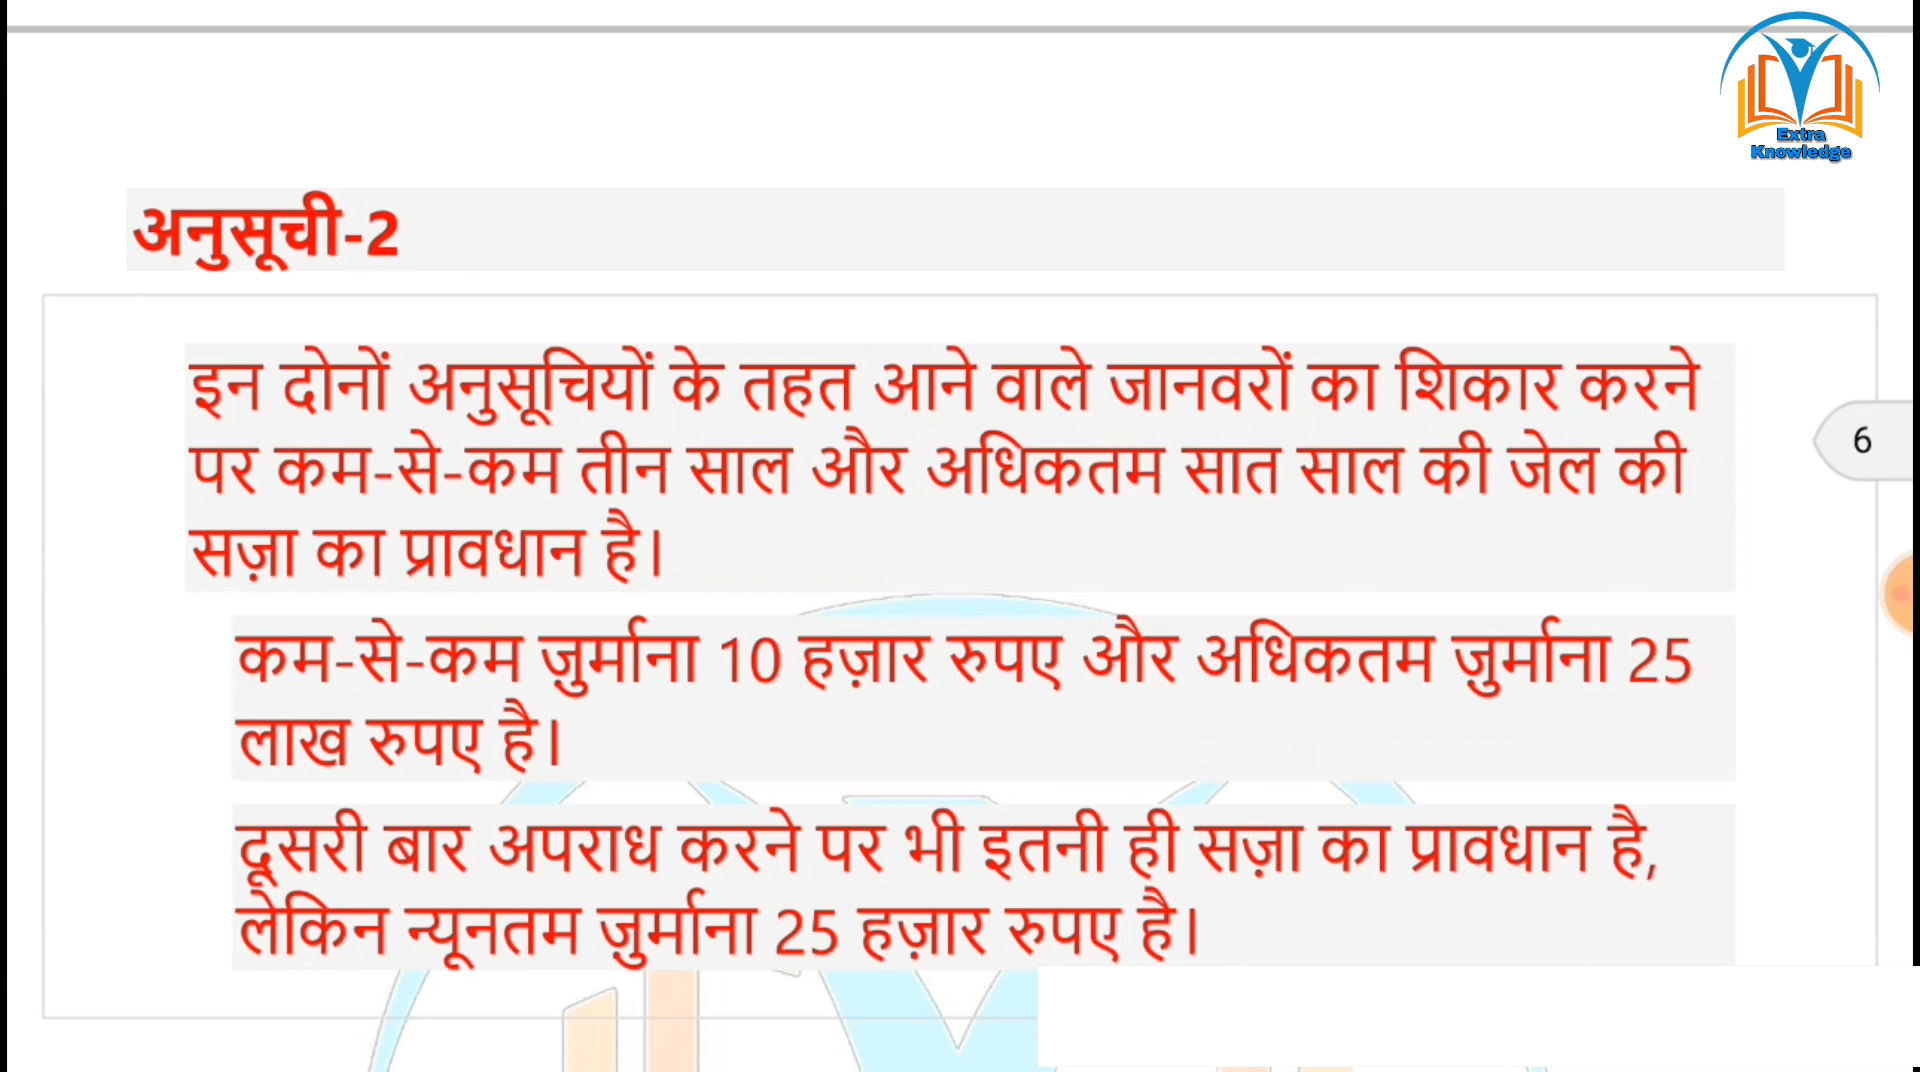 Extra
Knowledge
अनुसूची-2
इन दोनों अनुसूचियों के तहत आने वाले जानवरों का शिकार करने
पर कम-से-कम तीन साल और अधिकतम सात साल की जेल की
सज़ा का प्रावधान है।
6
कम-से-कम ज़ुर्माना 10 हज़ार रुपए और अधिकतम ज़ुर्माना 25
लाख रुपए है।
दूसरी बार अपराध करने पर भी इतनी ही सज़ा का प्रावधान है,
लेकिन न्यूनतम ज़ुर्माना 25 हज़ार रुपए है।